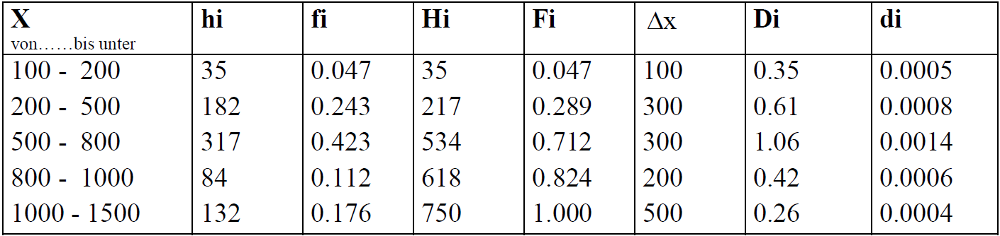 X hi fi Hi Fi Δx Di di
von……bis unter
100 - 200 35 0.047 35 0.047 100 0.35 0.0005
200 - 500 182 0.243 217 0.289 300 0.61 0.0008
500 - 800 317 0.423 534 0.712 300 1.06 0.0014
800 - 1000 84 0.112 618 0.824 200 0.42 0.0006
1000 - 1500 132 0.176 750 1.000 500 0.26 0.0004